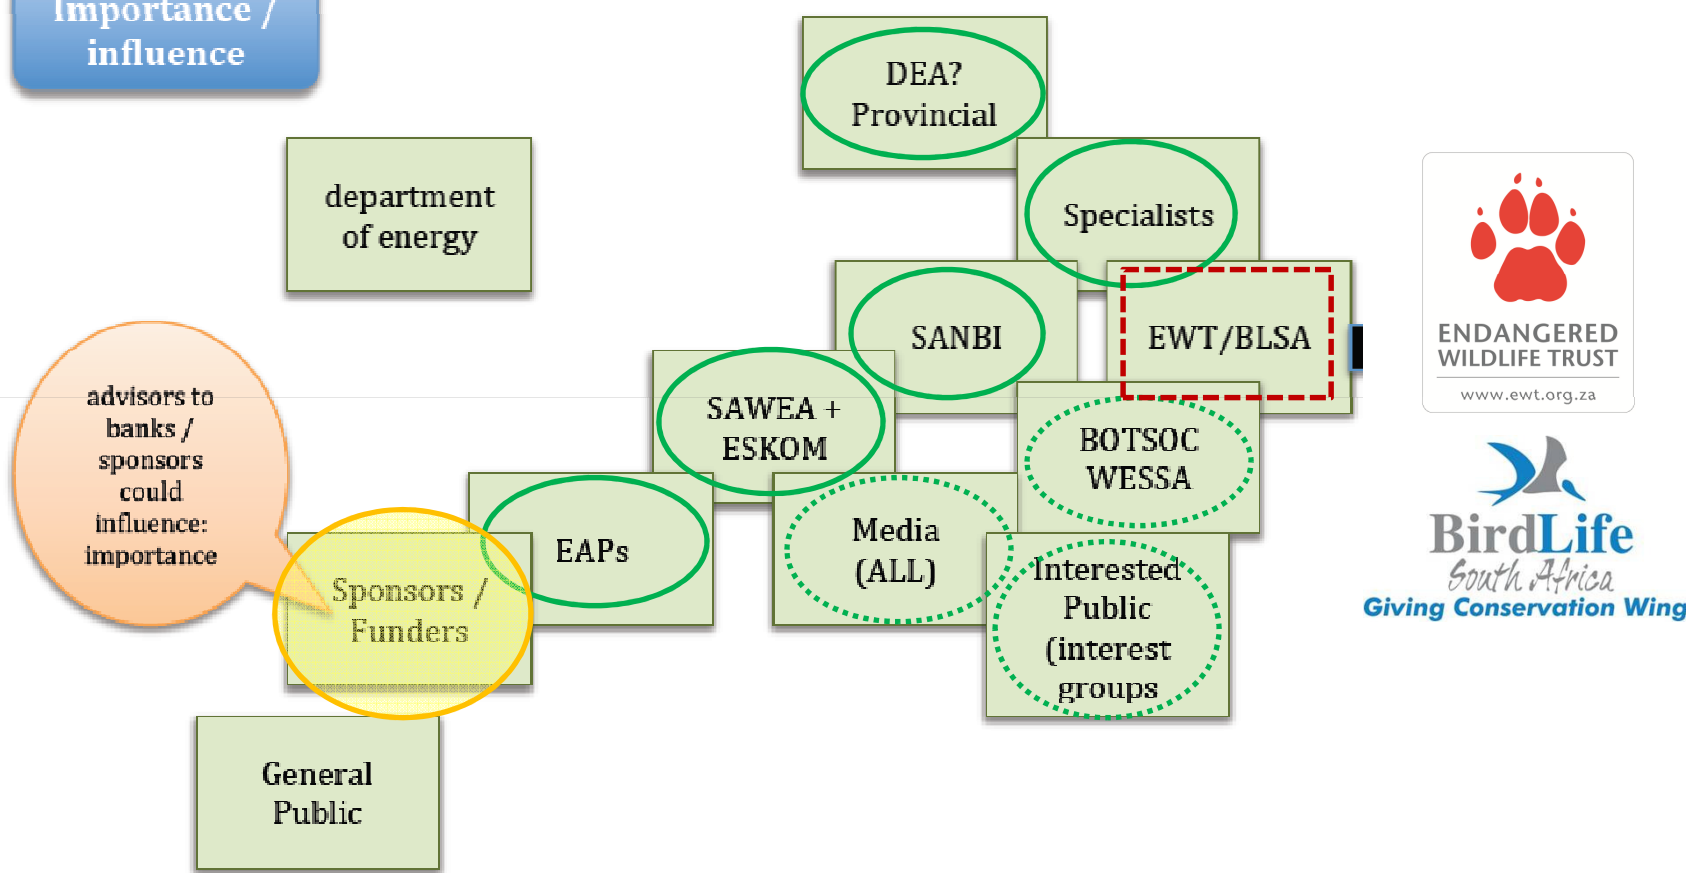 Importance /
influence
DEA?
Provincial
department
of energy
Specialists
SANBI
EWT/BLSA
ENDANGERED
WILDLIFE TRUST
www.ewt.org.za
advisors to
banks /
sponsors
could
influence:
importance
SAWEA +
ESKOM
BOTSOC
WESSA
BirdLife
South Africa
Giving Conservation Wing
EAPs
Media
(ALL)
Interested
Public
(interest
groups
Sponsors /
Funders
General
Public